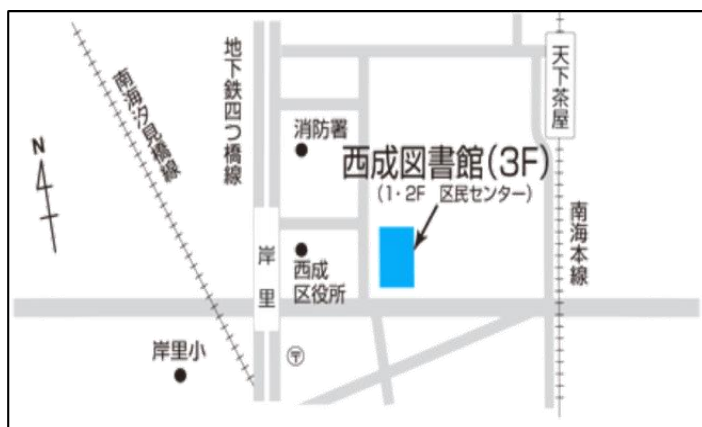 地下鉄四つ橋線
南海汐見橋線
天下茶屋
消防署
西成図書館(3F)
(1・2F 区民センター)
N
南海本線
岸里
西成
区役所
岸里小
〒